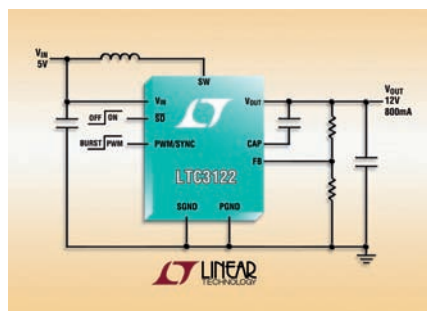 VIN
5V
SW
VIN
VOUT
VOUT
12V
800mA
OFF ON
SD
BURST PWM
PWM/SYNC
CAP
FB
LTC3122
SGND
PGND
LINEAR
TECHNOLOGY